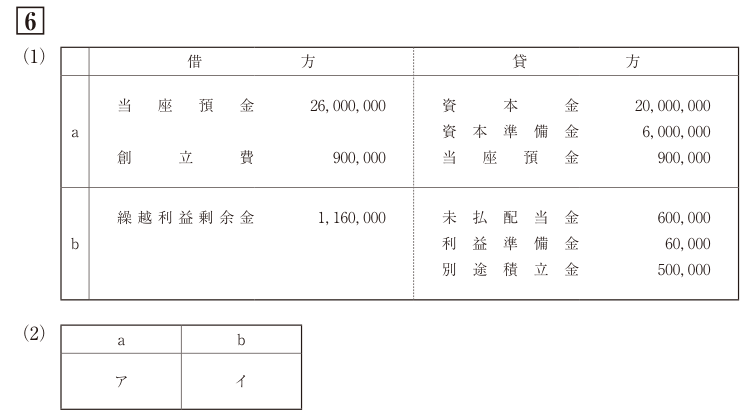 6
(1)
借方 貸方
a 当座預金 26,000,000 資本金 20,000,000
資本準備金 6,000,000
創立費 900,000 当座預金 900,000
b 繰越利益剰余金 1,160,000 未払配当金 600,000
利益準備金 60,000
別途積立金 500,000
(2)
a b
ア イ